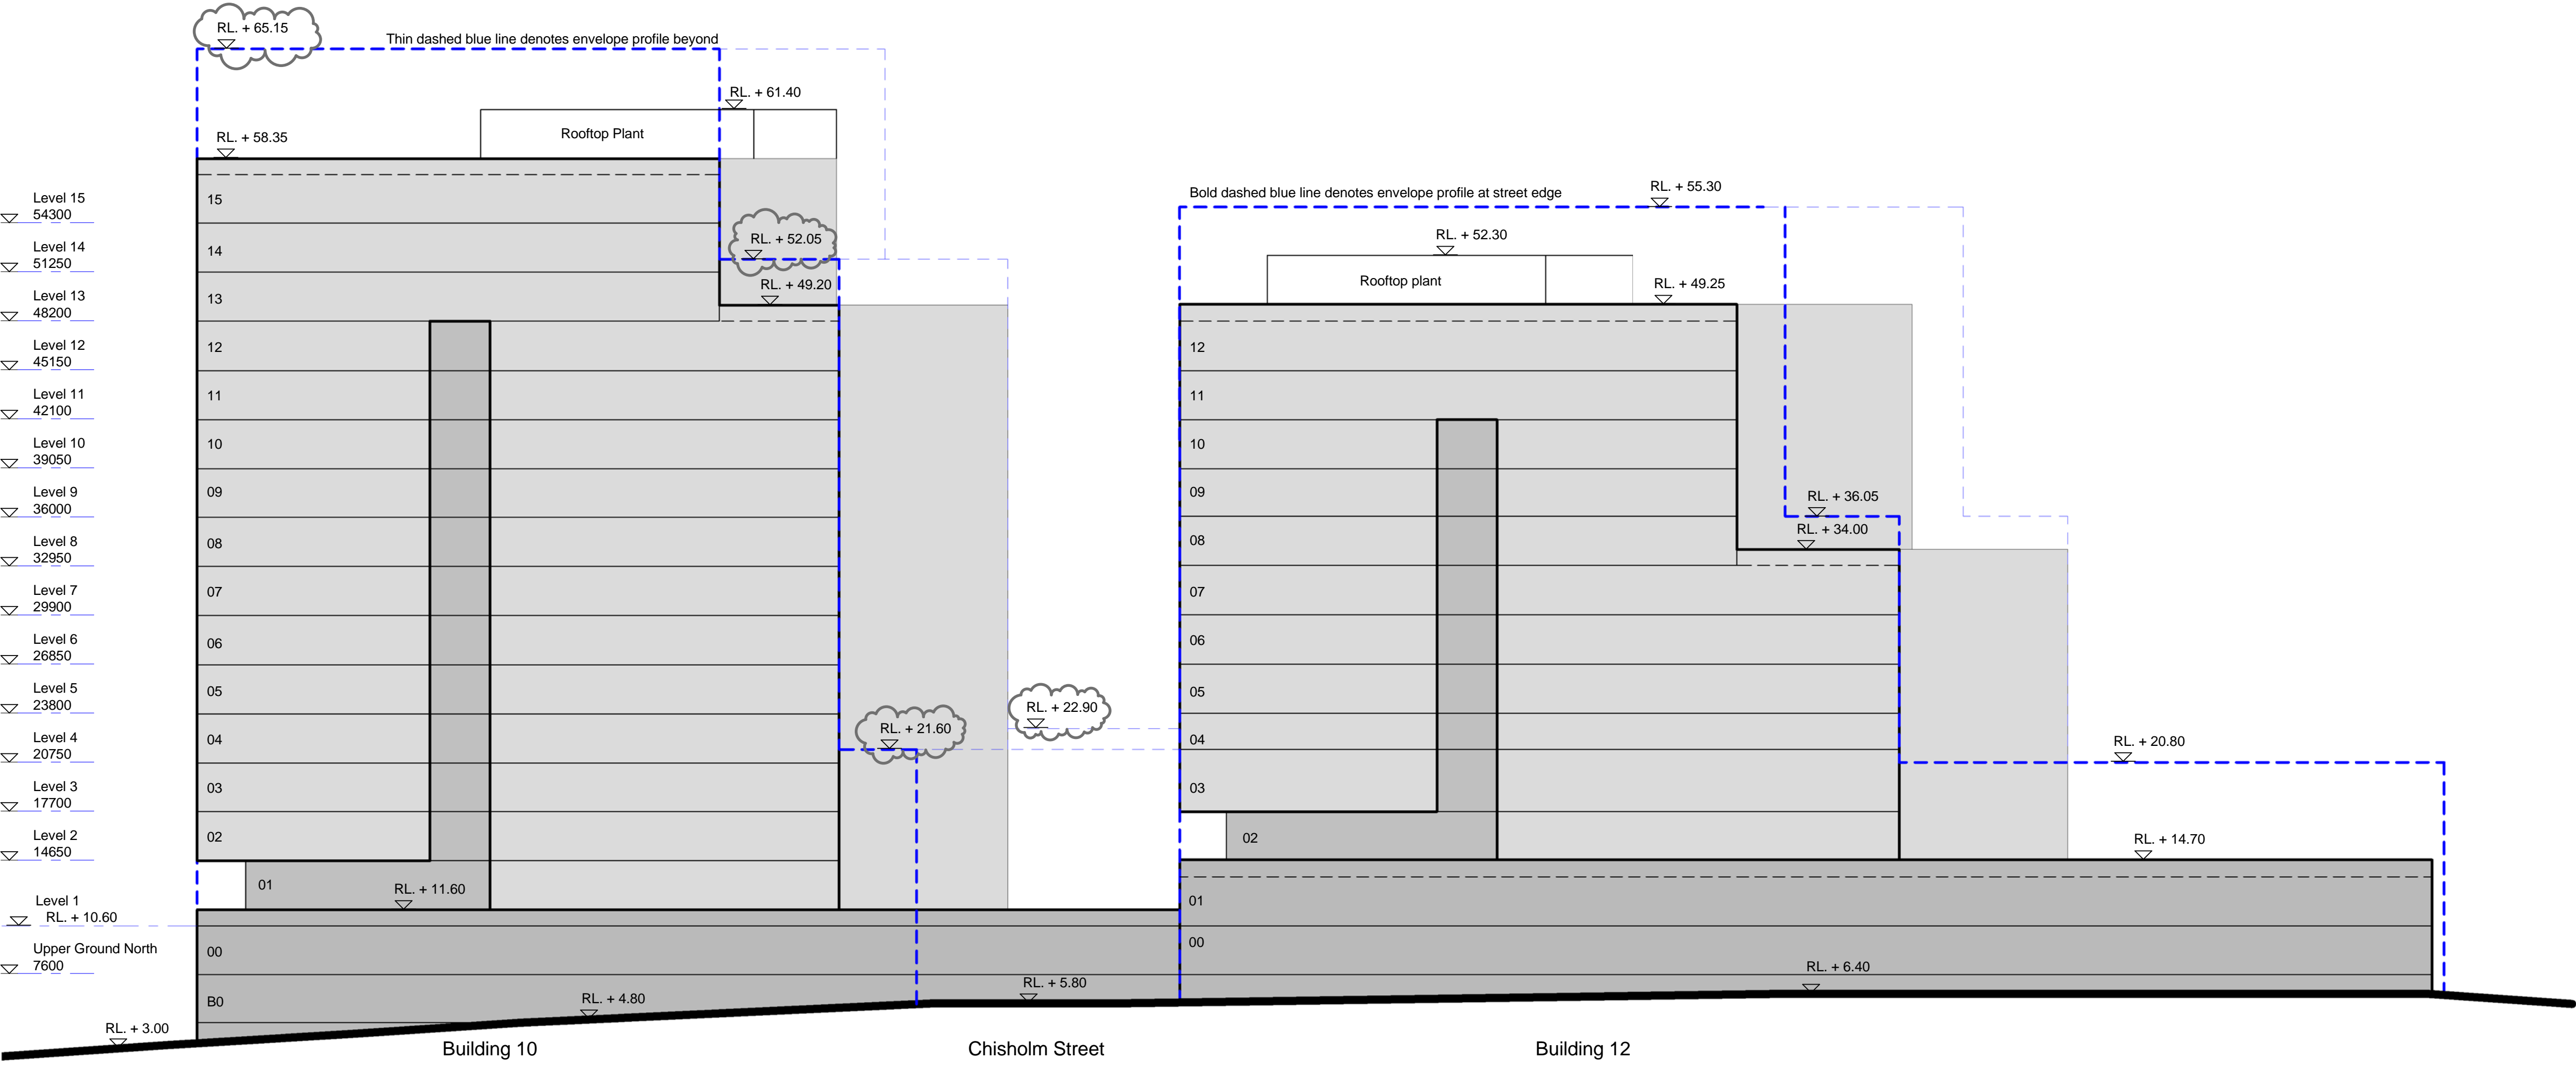 RL. + 65.15
Thin dashed blue line denotes envelope profile beyond
RL. + 61.40
Rooftop Plant
RL. + 58.35
Level 15
54300
Level 14
51250
Level 13
48200
Level 12
45150
Level 11
42100
Level 10
39050
Level 9
36000
Level 8
32950
Level 7
29900
Level 6
26850
Level 5
23800
Level 4
20750
Level 3
17700
Level 2
14650
Level 1
RL. + 10.60
Upper Ground North
7600
RL. + 3.00
15
14
13
12
11
10
09
08
07
06
05
04
03
02
01
00
B0
RL. + 52.05
RL. + 49.20
RL. + 21.60
RL. + 22.90
RL. + 11.60
RL. + 4.80
RL. + 5.80
Bold dashed blue line denotes envelope profile at street edge
RL. + 55.30
RL. + 52.30
Rooftop plant
RL. + 49.25
12
11
10
09
08
07
06
05
04
03
02
01
00
RL. + 36.05
RL. + 34.00
RL. + 20.80
RL. + 14.70
RL. + 6.40
Building 10
Chisholm Street
Building 12